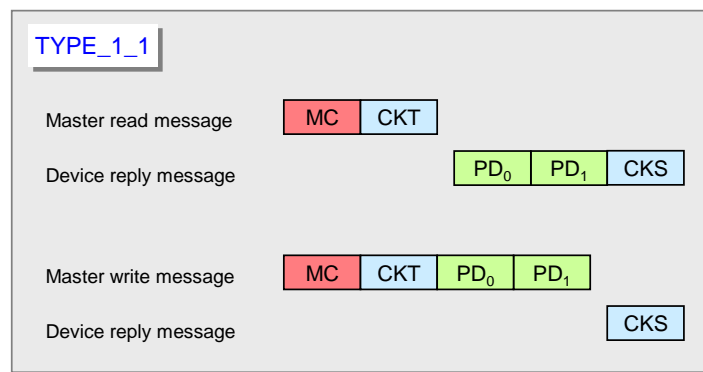 TYPE_1_1
Master read message MC CKT
Device reply message PD₀ PD₁ CKS
Master write message MC CKT PD₀ PD₁
Device reply message CKS